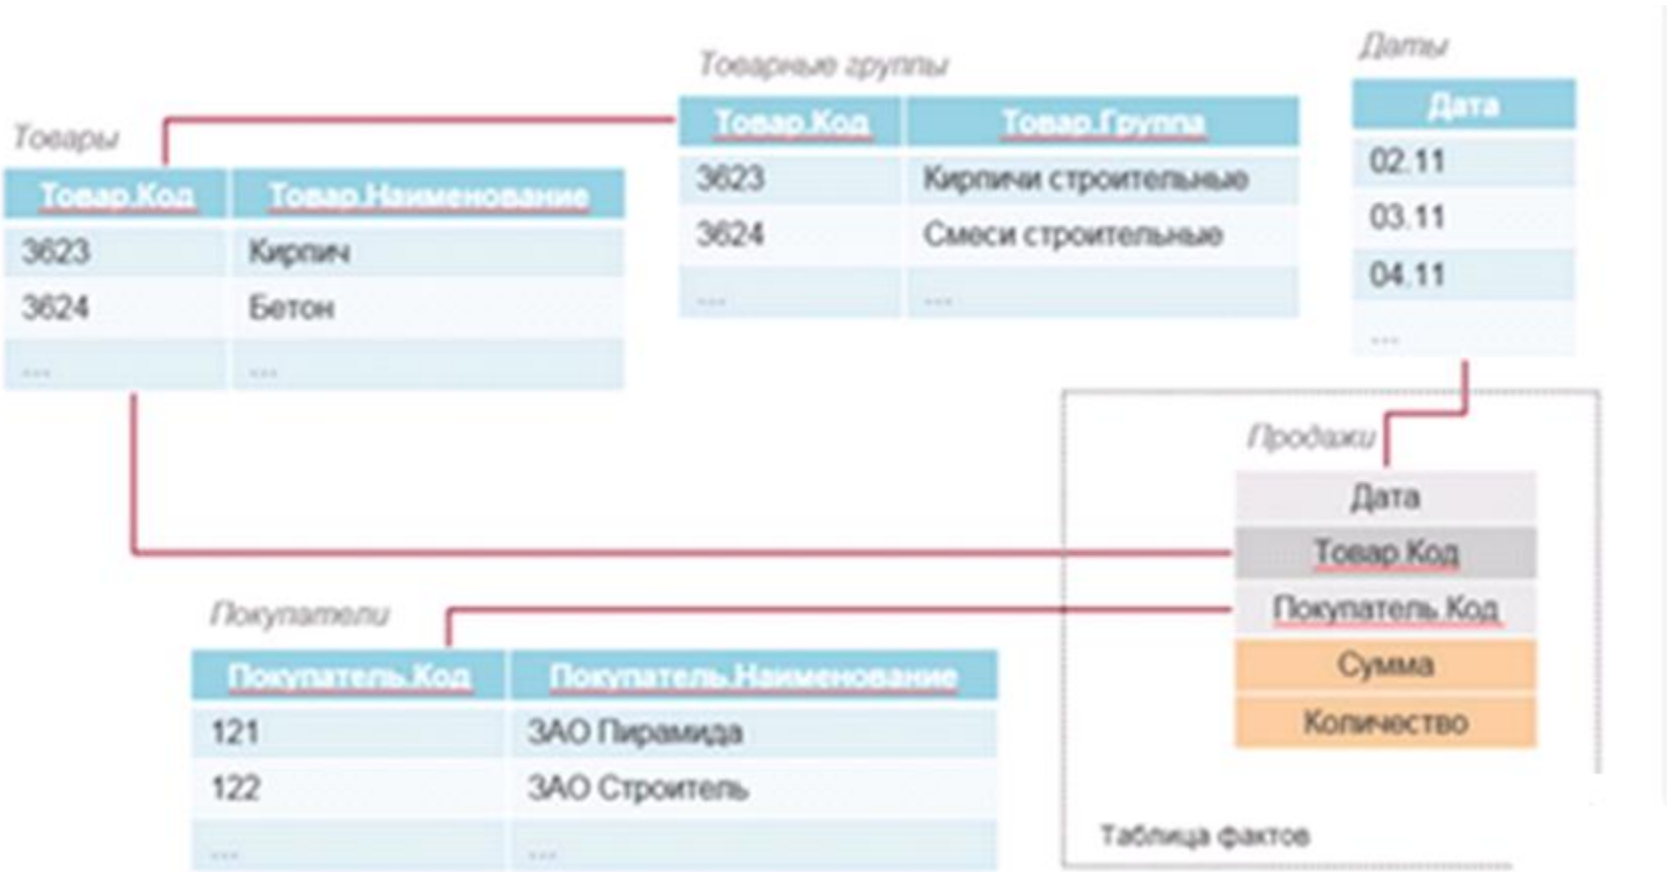 Товары
Товар.Код Товар.Наименование
3623 Кирпич
3624 Бетон
... ...
Товарные группы
Товар.Код Товар.Группа
3623 Кирпичи строительные
3624 Смеси строительные
... ...
Даты
Дата
02.11
03.11
04.11
...
Продажи
Дата
Товар.Код
Покупатель.Код
Сумма
Количество
Таблица фактов
Покупатели
Покупатель.Код Покупатель.Наименование
121 ЗАО Пирамида
122 ЗАО Строитель
... ...